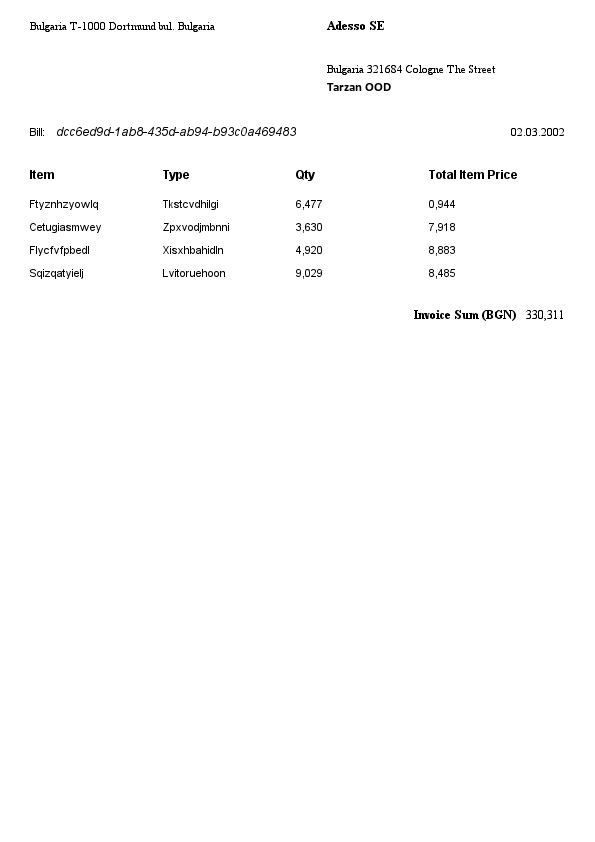 Bulgaria T-1000 Dortmund bul. Bulgaria
Adesso SE
Bulgaria 321684 Cologne The Street
Tarzan OOD
Bill: dcc6ed9d-1ab8-435d-ab94-b93c0a469483 02.03.2002
Item Type Qty Total Item Price
Ftyznhzyowlq Tkstcvdhilgi 6,477 0,944
Cetugiasmwey Zpxvodjmbnni 3,630 7,918
Flycfvfpbedl Xisxhbahidln 4,920 8,883
Sqizqatyielj Lvitoruehoon 9,029 8,485
Invoice Sum (BGN) 330,311